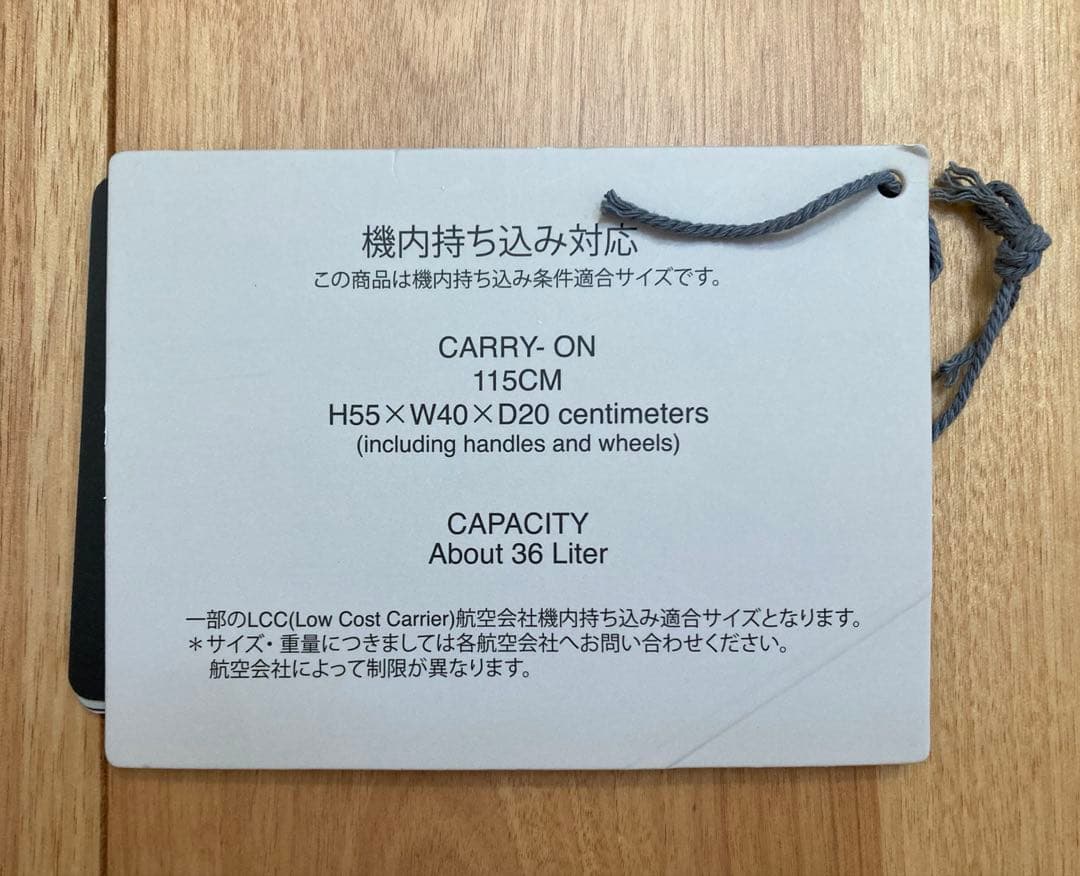 機内持ち込み対応
この商品は機内持ち込み条件適合サイズです。
CARRY- ON
115CM
H55×W40×D20 centimeters
(including handles and wheels)
CAPACITY
About 36 Liter
一部のLCC(Low Cost Carrier)航空会社機内持ち込み適合サイズとなります。
＊サイズ・重量につきましては各航空会社へお問い合わせください。
航空会社によって制限が異なります。